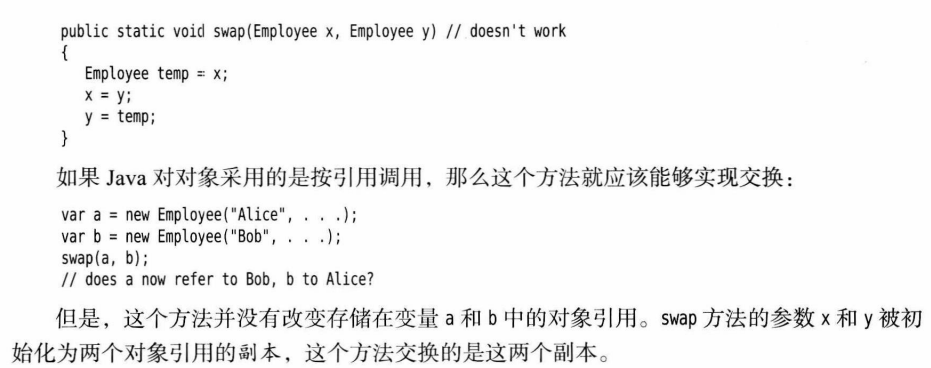 public static void swap(Employee x, Employee y) // doesn't work
{
Employee temp = x;
x = y;
y = temp;
}
如果 Java 对对象采用的是按引用调用，那么这个方法就应该能够实现交换：
var a = new Employee("Alice", . . .);
var b = new Employee("Bob", . . .);
swap(a, b);
// does a now refer to Bob, b to Alice?
但是，这个方法并没有改变存储在变量 a 和 b 中的对象引用。swap 方法的参数 x 和 y 被初
始化为两个对象引用的副本，这个方法交换的是这两个副本。